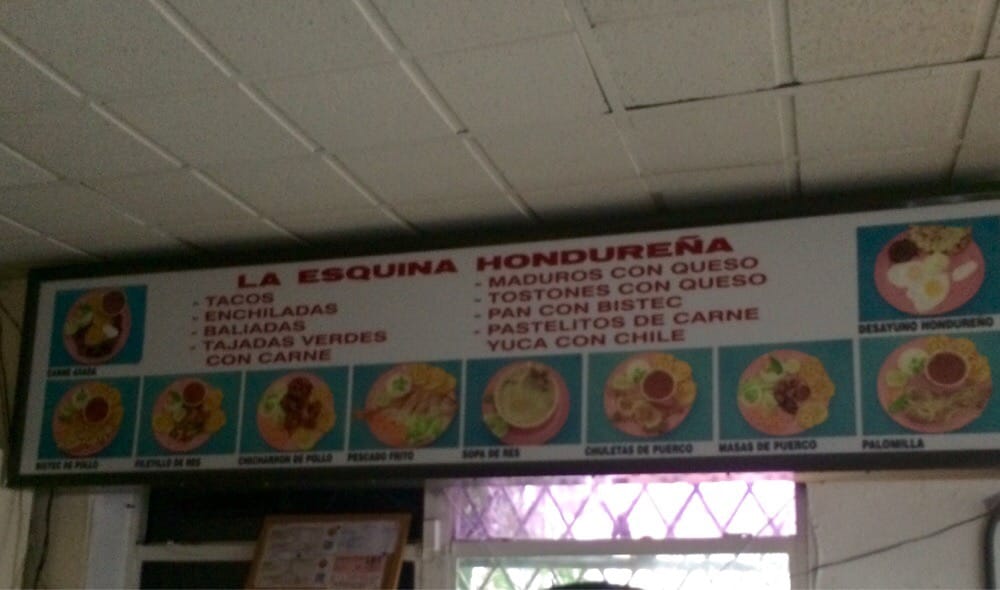 LA ESQUINA HONDUREÑA
- TACOS
- ENCHILADAS
- BALIADAS
- TAJADAS VERDES
CON CARNE
- MADUROS CON QUESO
- TOSTONES CON QUESO
- PAN CON BISTEC
- PASTELITOS DE CARNE
YUCA CON CHILE
DESAYUNO HONDUREÑO
CARNE ASADA
BISTEC DE POLLO
FILETILLO DE RES
CHICHARRON DE POLLO
PESCADO FRITO
SOPA DE RES
CHULETAS DE PUERCO
MASAS DE PUERCO
PALOMILLA